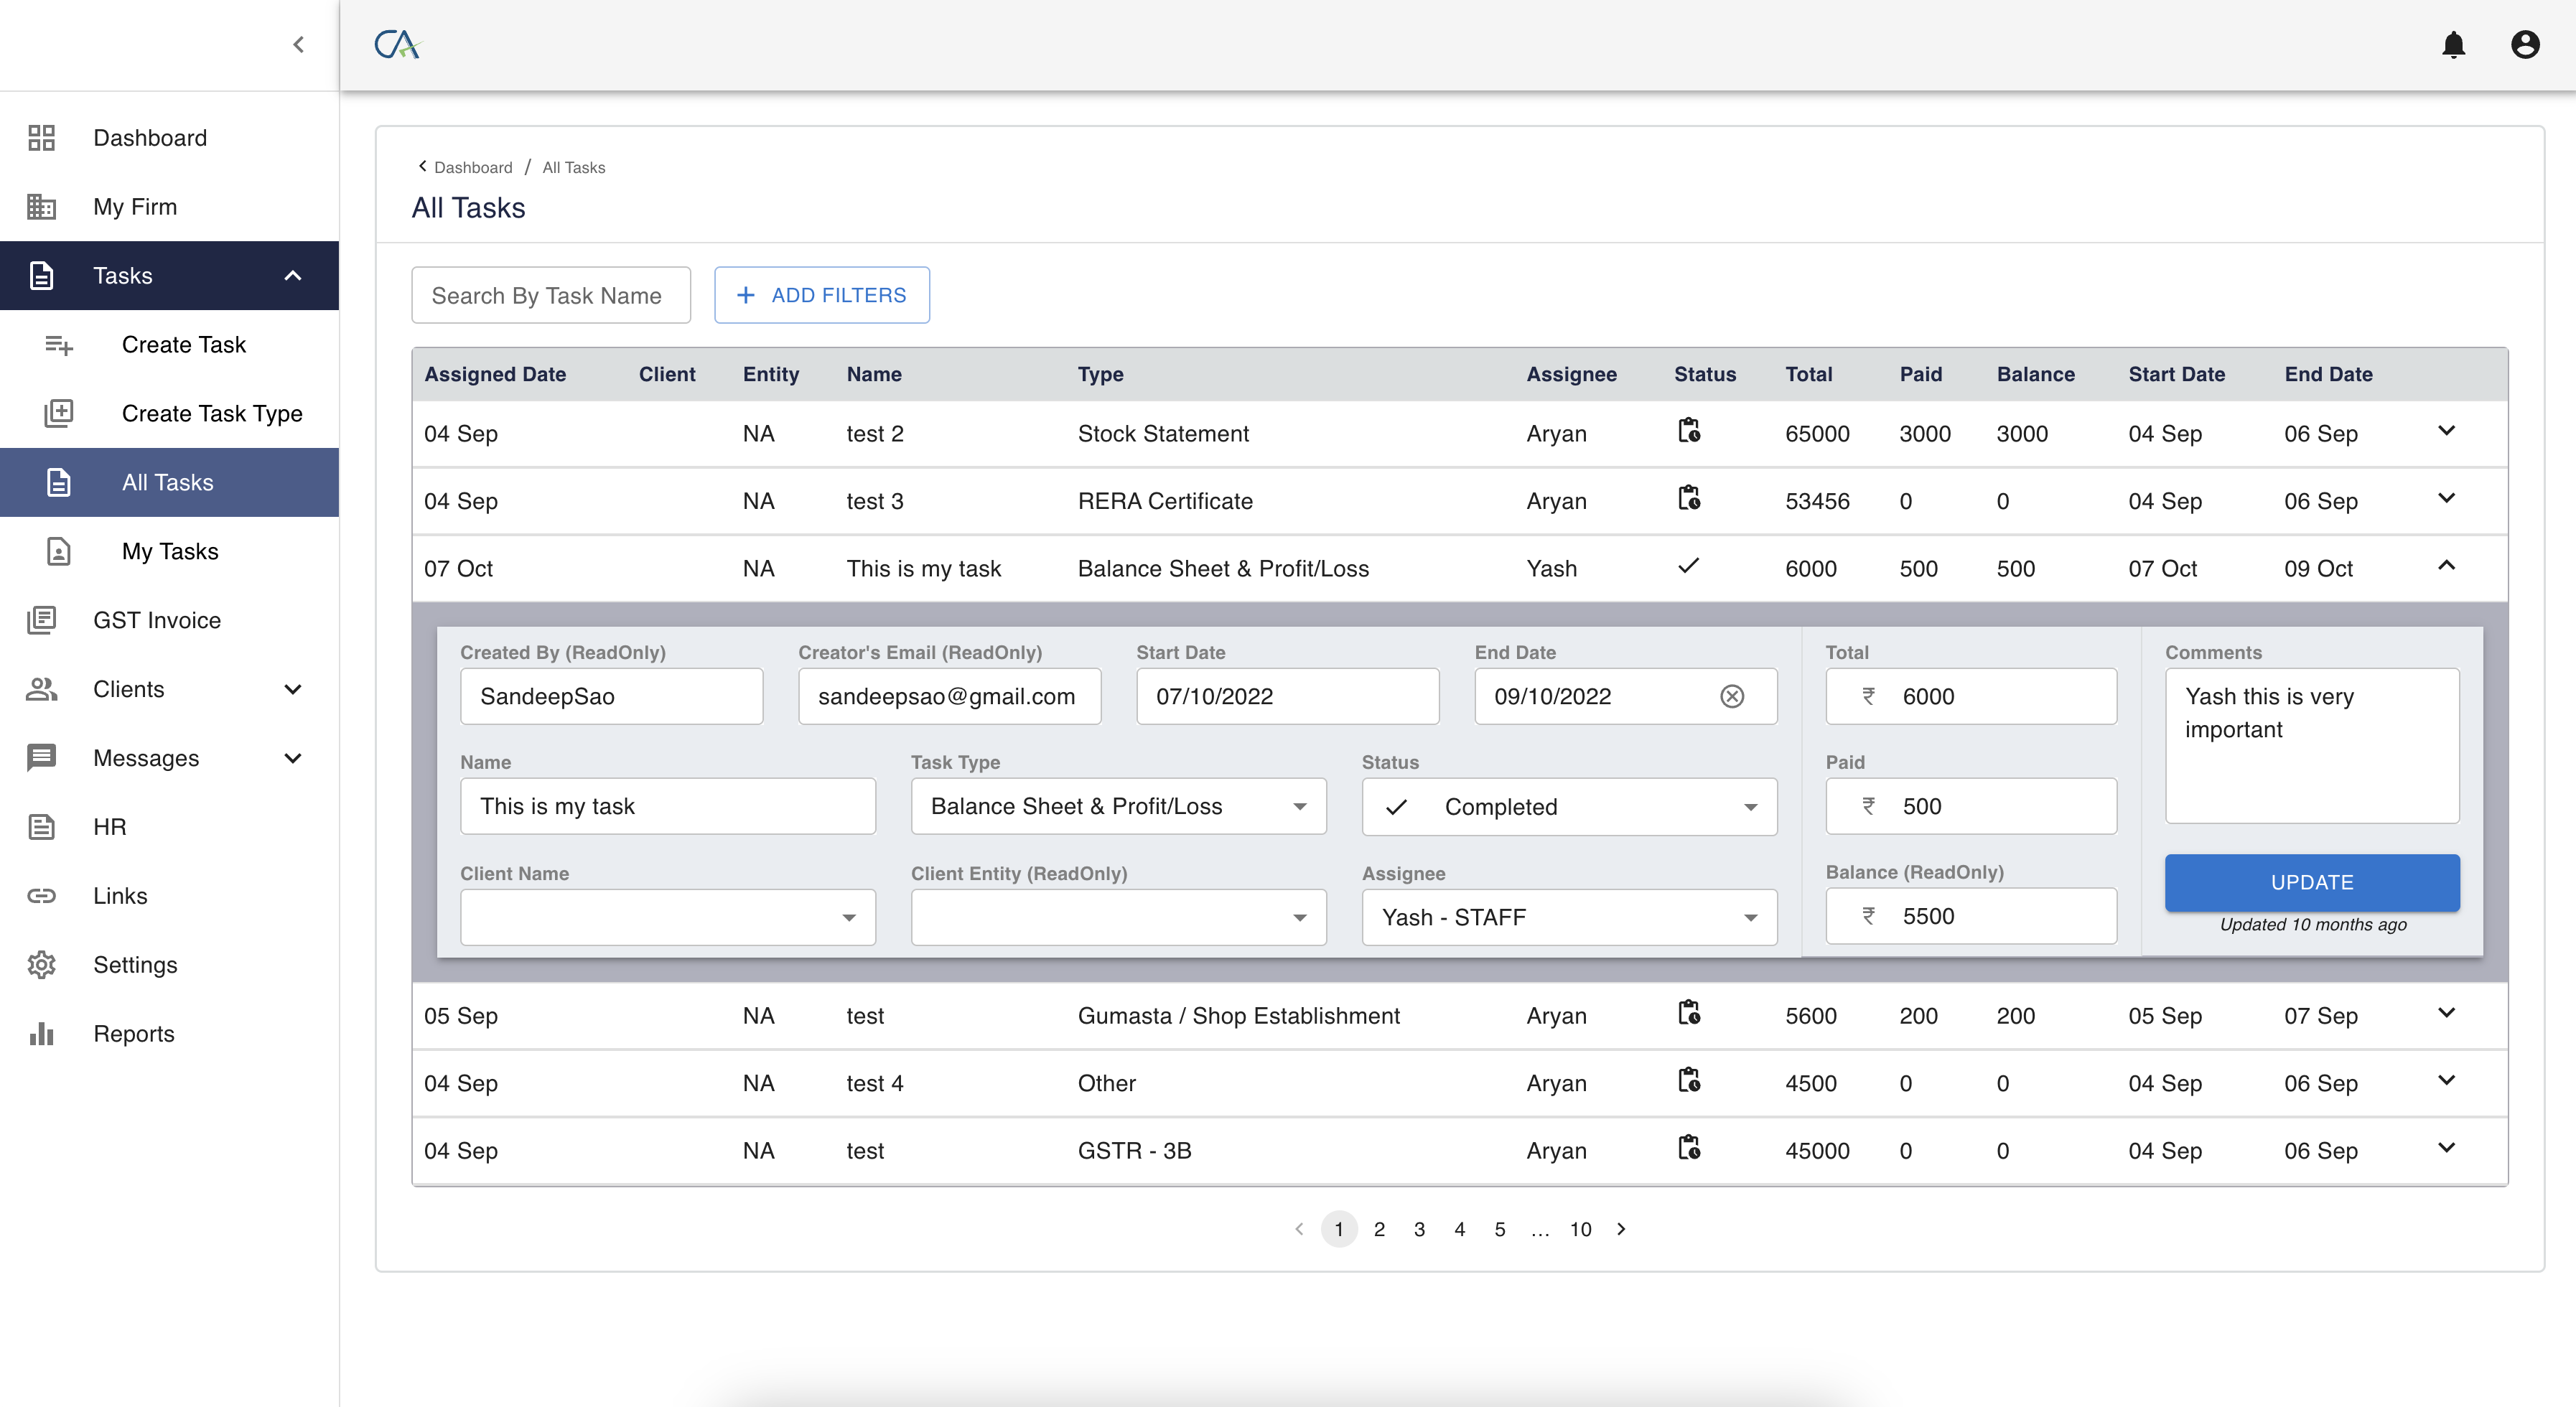 CA
Dashboard
My Firm
Tasks
Create Task
Create Task Type
All Tasks
My Tasks
GST Invoice
Clients
Messages
HR
Links
Settings
Reports
Dashboard / All Tasks
All Tasks
Search By Task Name
+ ADD FILTERS
Assigned Date Client Entity Name Type Assignee Status Total Paid Balance Start Date End Date
04 Sep NA test 2 Stock Statement Aryan 65000 3000 3000 04 Sep 06 Sep
04 Sep NA test 3 RERA Certificate Aryan 53456 0 0 04 Sep 06 Sep
07 Oct NA This is my task Balance Sheet & Profit/Loss Yash 6000 500 500 07 Oct 09 Oct
Created By (ReadOnly) Creator's Email (ReadOnly) Start Date End Date Total Comments
SandeepSao sandeepsao@gmail.com 07/10/2022 09/10/2022 ₹ 6000 Yash this is very
important
Name Task Type Status Paid
This is my task Balance Sheet & Profit/Loss Completed ₹ 500
Client Name Client Entity (ReadOnly) Assignee Balance (ReadOnly)
UPDATE
Yash - STAFF ₹ 5500
Updated 10 months ago
05 Sep NA test Gumasta / Shop Establishment Aryan 5600 200 200 05 Sep 07 Sep
04 Sep NA test 4 Other Aryan 4500 0 0 04 Sep 06 Sep
04 Sep NA test GSTR - 3B Aryan 45000 0 0 04 Sep 06 Sep
1 2 3 4 5 ... 10